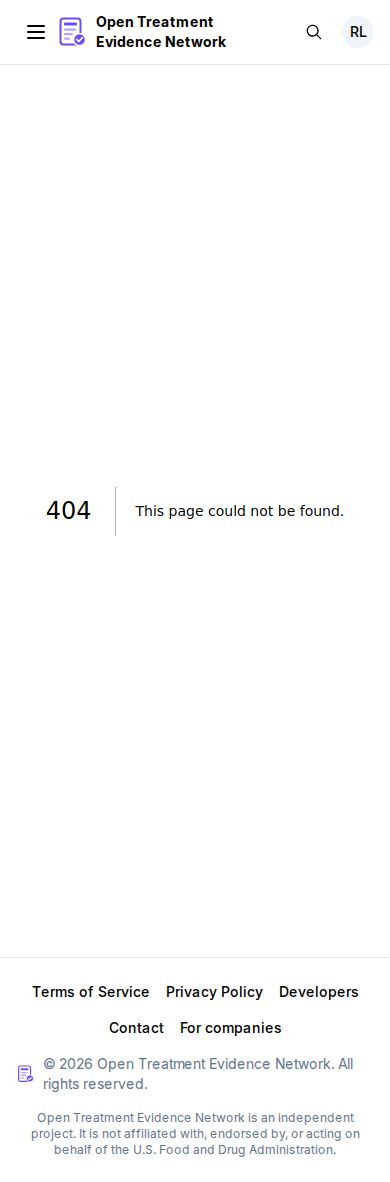 Open Treatment
Evidence Network
RL
404
This page could not be found.
Terms of Service Privacy Policy Developers
Contact For companies
© 2026 Open Treatment Evidence Network. All
rights reserved.
Open Treatment Evidence Network is an independent
project. It is not affiliated with, endorsed by, or acting on
behalf of the U.S. Food and Drug Administration.